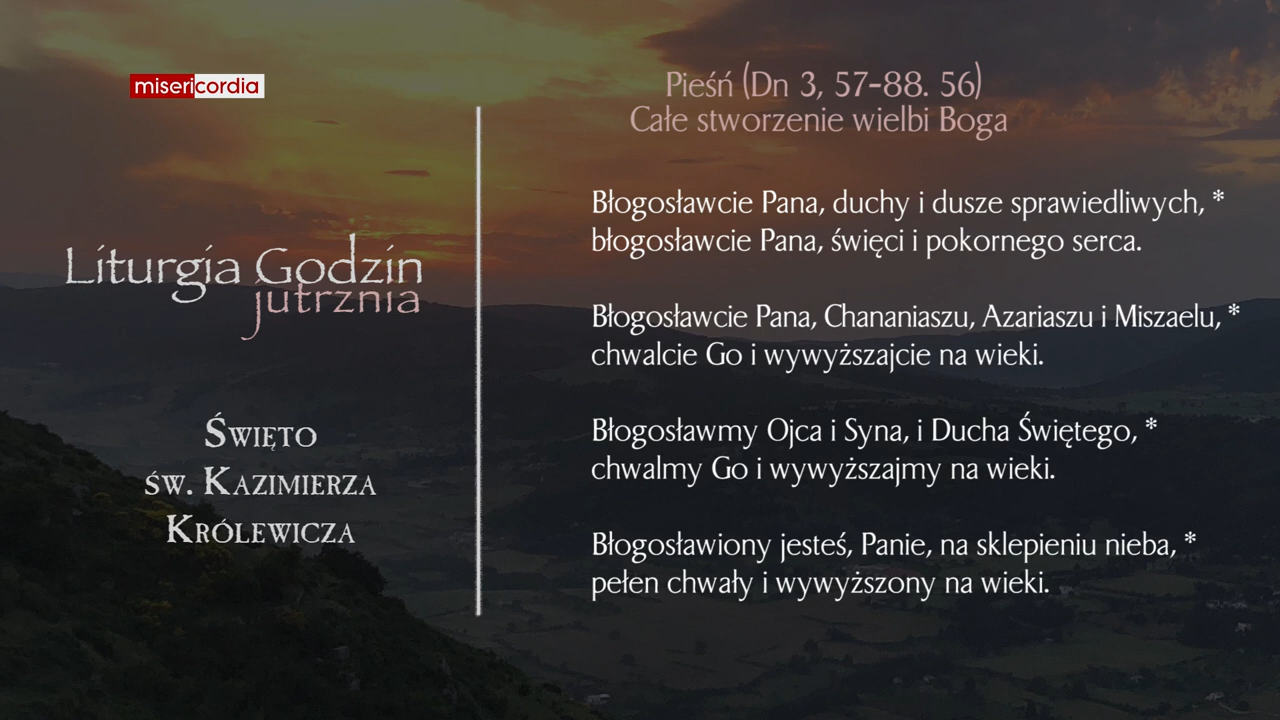 misericordia
Liturgia Godzin
jutrznia
Święto
św. Kazimierza
Królewicza
Pieśń (Dn 3, 57-88. 56)
Całe stworzenie wielbi Boga
Błogosławcie Pana, duchy i dusze sprawiedliwych, *
błogosławcie Pana, święci i pokornego serca.
Błogosławcie Pana, Chananiaszu, Azariaszu i Miszaelu, *
chwalcie Go i wywyższajcie na wieki.
Błogosławmy Ojca i Syna, i Ducha Świętego, *
chwalmy Go i wywyższajmy na wieki.
Błogosławiony jesteś, Panie, na sklepieniu nieba, *
pełen chwały i wywyższony na wieki.